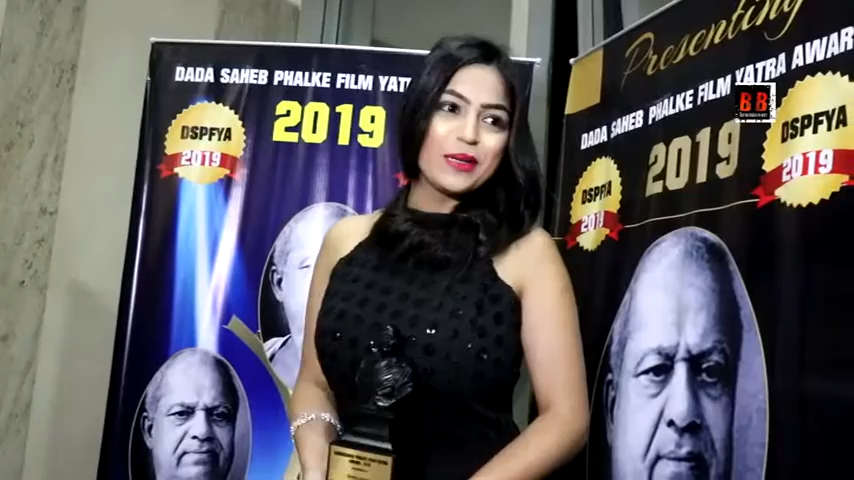 DADA SAHEB PHALKE FILM YATRA
2019
DSPFYA
2019
Presenting
DADA SAHEB PHALKE FILM YATRA AWARD
2019
DSPFYA
2019
DSPFYA
2019
BB